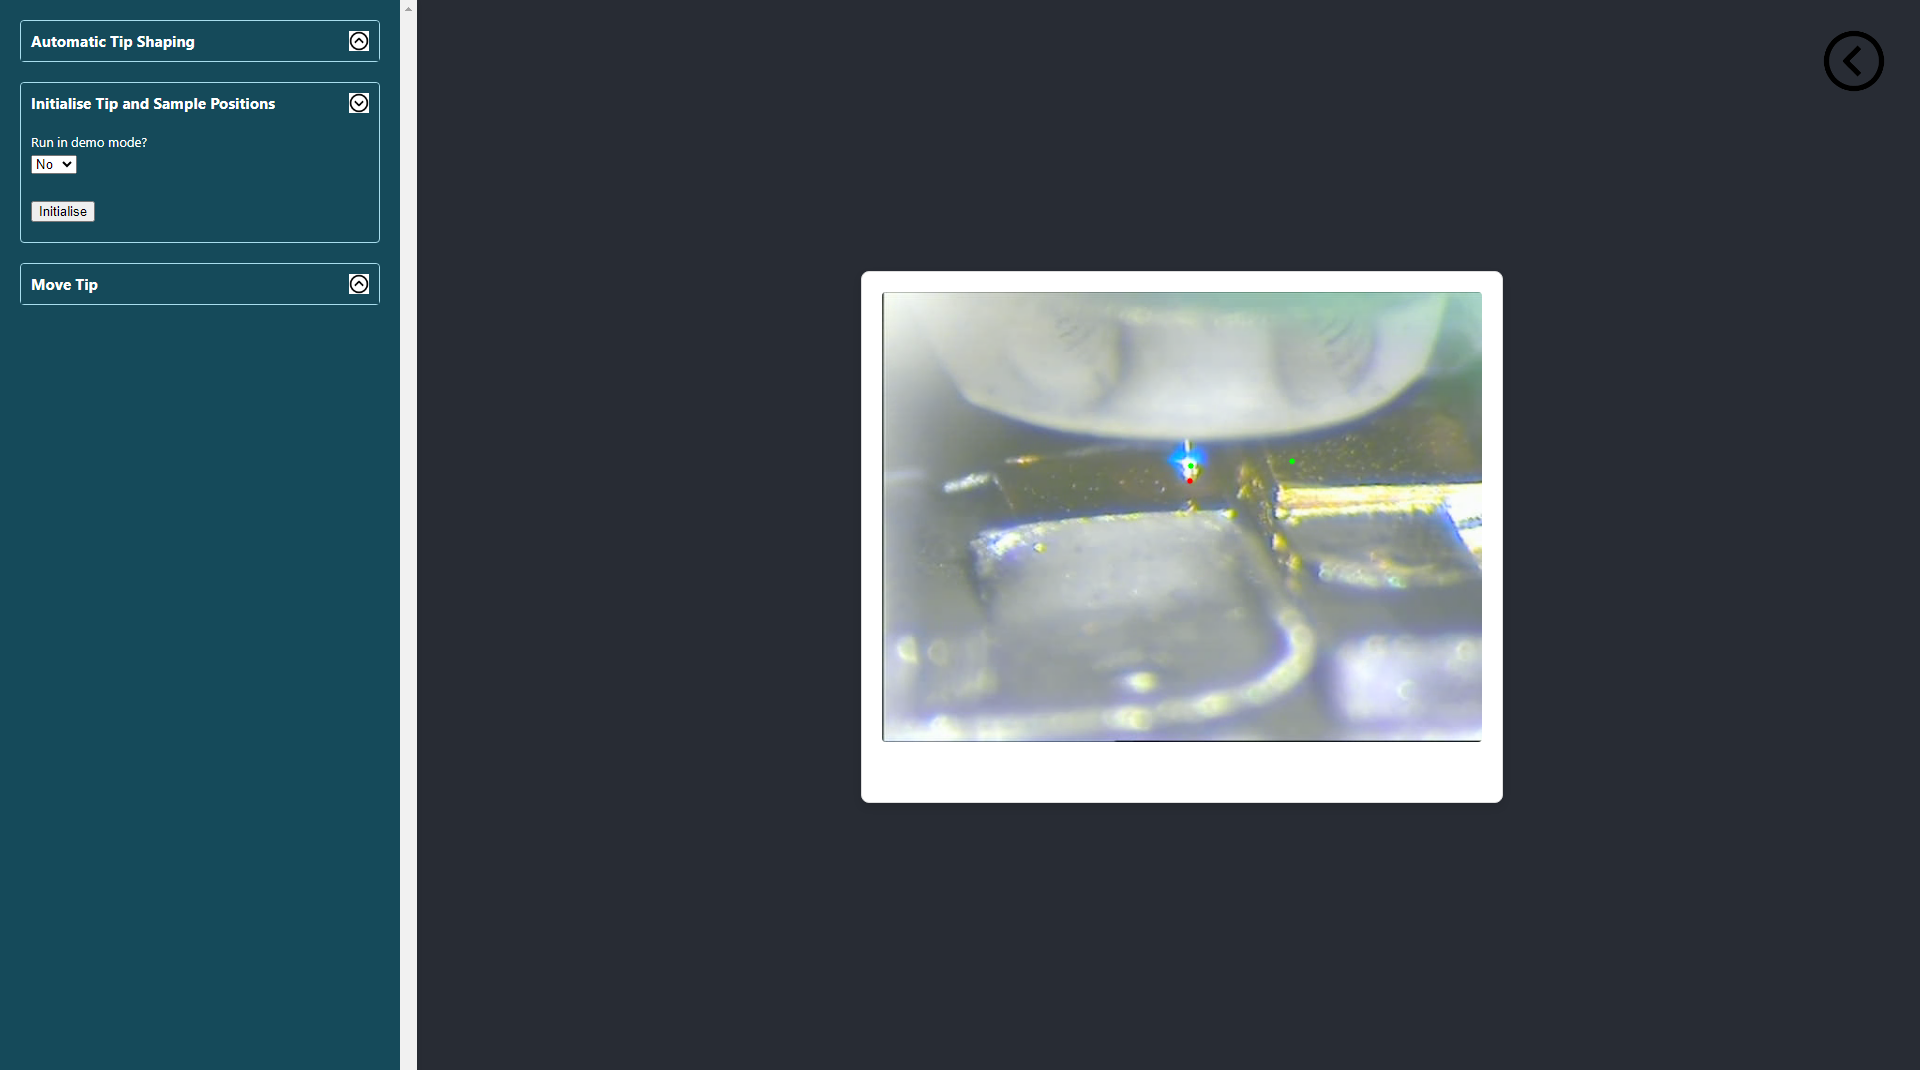 Automatic Tip Shaping
Initialise Tip and Sample Positions
Run in demo mode?
No
Initialise
Move Tip